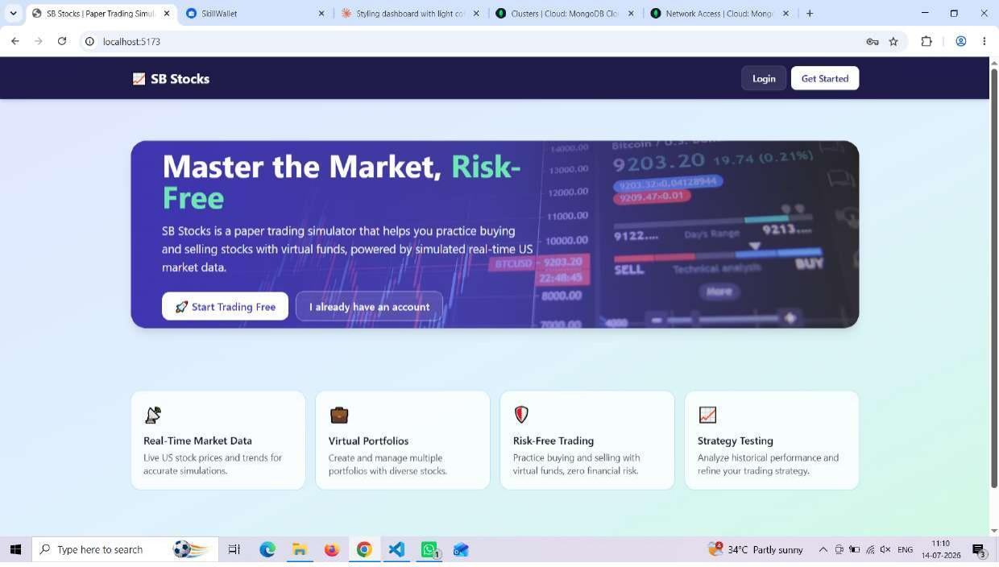 SB Stocks | Paper Trading Simul
SkillWallet
Styling dashboard with light co
Clusters | Cloud: MongoDB Clo
Network Access | Cloud: Mong
localhost:5173
SB Stocks
Login
Get Started
Master the Market, Risk-
Free
SB Stocks is a paper trading simulator that helps you practice buying
and selling stocks with virtual funds, powered by simulated real-time US
market data.
Start Trading Free
I already have an account
14000.00
13000.00
12000.00
11000.00
10000.00
BTCUSD 9203.20
22:48:45
8000.00
7000.00
Bitcoin / U.S.
9203.20 19.74 (0.21%)
9203.32 0.04128944
9209.47 0.01
9122.... Day's Range 9213....
SELL Technical analysis BUY
More
4000
Real-Time Market Data
Live US stock prices and trends for
accurate simulations.
Virtual Portfolios
Create and manage multiple
portfolios with diverse stocks.
Risk-Free Trading
Practice buying and selling with
virtual funds, zero financial risk.
Strategy Testing
Analyze historical performance and
refine your trading strategy.
Type here to search
1
4
34°C Partly sunny
ENG
11:10
14-07-2026
3